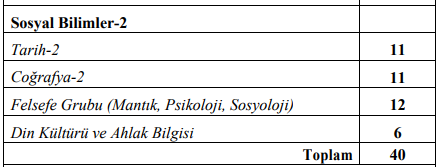 Sosyal Bilimler-2
Tarih-2 11
Coğrafya-2 11
Felsefe Grubu (Mantık, Psikoloji, Sosyoloji) 12
Din Kültürü ve Ahlak Bilgisi 6
Toplam 40